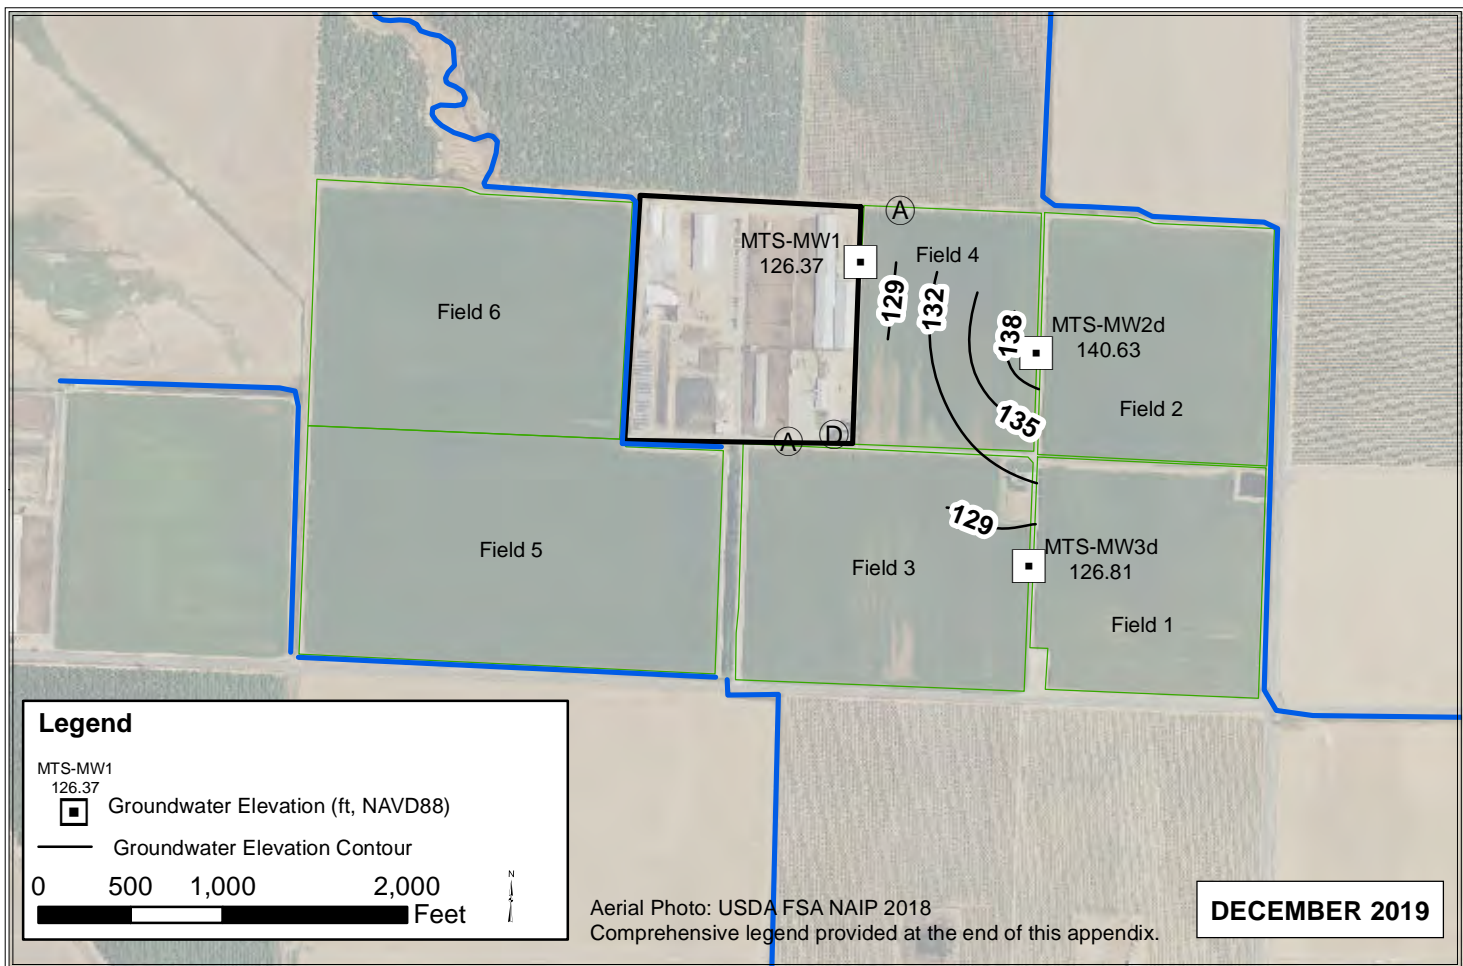 A
MTS-MW1
126.37
Field 4
129
132
138
MTS-MW2d
140.63
Field 6
Field 2
135
A
D
129
MTS-MW3d
126.81
Field 5
Field 3
Field 1
Legend
MTS-MW1
126.37
Groundwater Elevation (ft, NAVD88)
Groundwater Elevation Contour
0 500 1,000 2,000
Feet
N
Aerial Photo: USDA FSA NAIP 2018
Comprehensive legend provided at the end of this appendix.
DECEMBER 2019